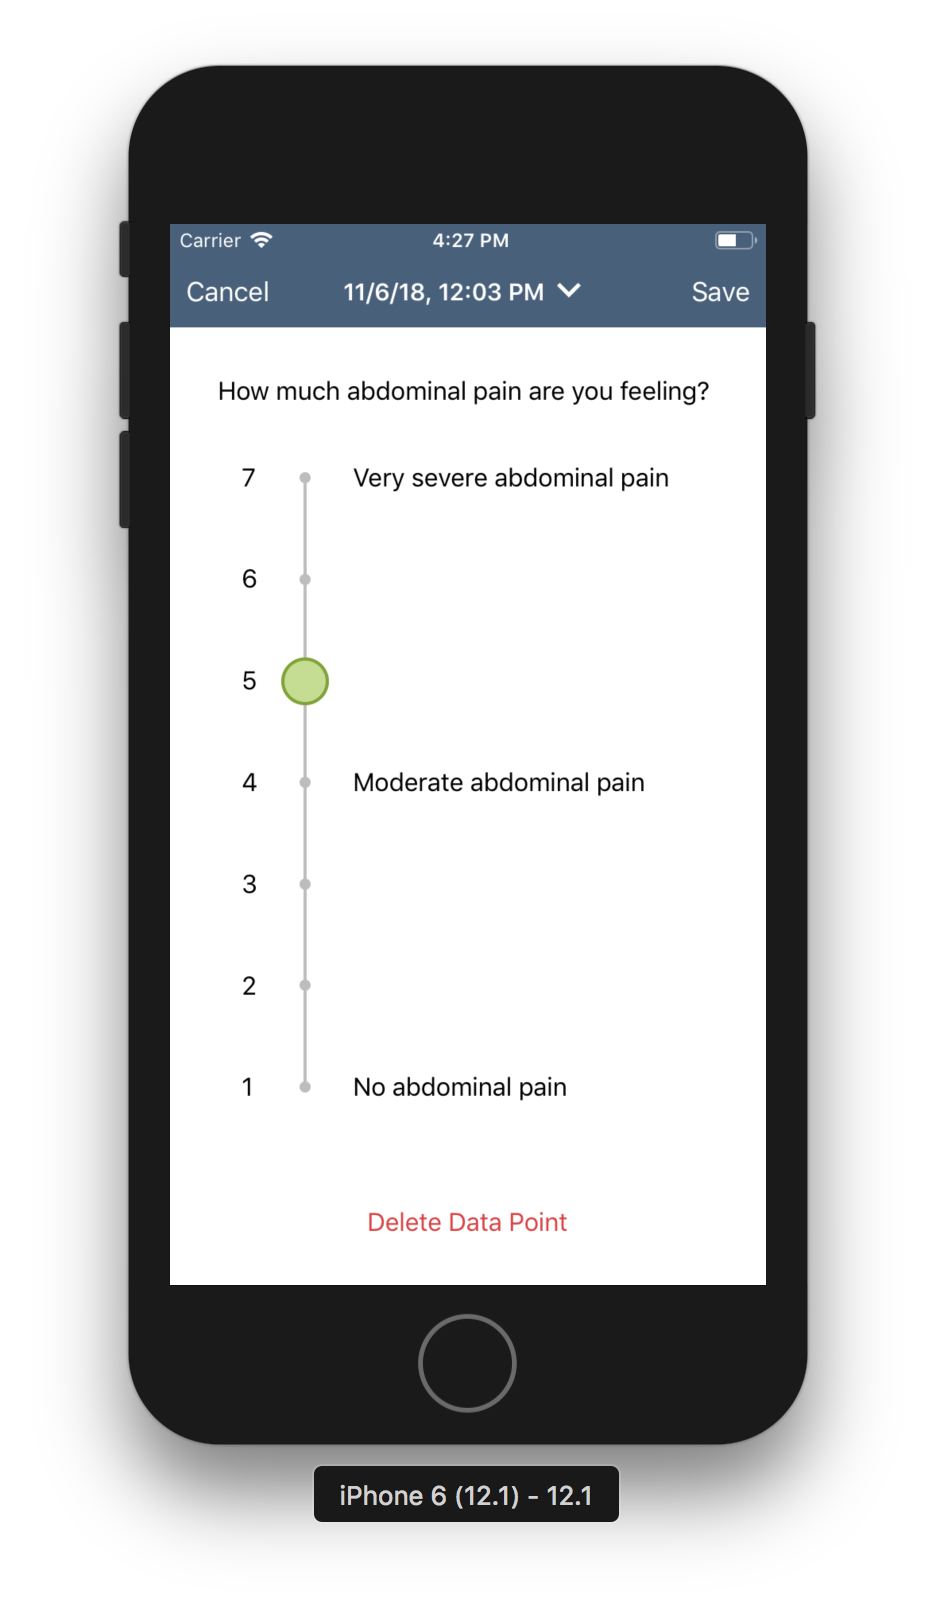 Carrier 4:27 PM
Cancel 11/6/18, 12:03 PM Save
How much abdominal pain are you feeling?
7 Very severe abdominal pain
6
5
4 Moderate abdominal pain
3
2
1 No abdominal pain
Delete Data Point
iPhone 6 (12.1) - 12.1